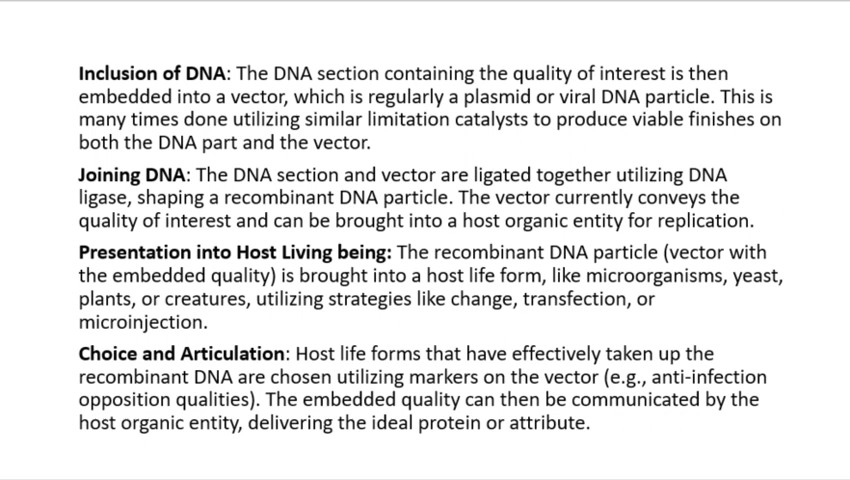 Inclusion of DNA: The DNA section containing the quality of interest is then
embedded into a vector, which is regularly a plasmid or viral DNA particle. This is
many times done utilizing similar limitation catalysts to produce viable finishes on
both the DNA part and the vector.
Joining DNA: The DNA section and vector are ligated together utilizing DNA
ligase, shaping a recombinant DNA particle. The vector currently conveys the
quality of interest and can be brought into a host organic entity for replication.
Presentation into Host Living being: The recombinant DNA particle (vector with
the embedded quality) is brought into a host life form, like microorganisms, yeast,
plants, or creatures, utilizing strategies like change, transfection, or
microinjection.
Choice and Articulation: Host life forms that have effectively taken up the
recombinant DNA are chosen utilizing markers on the vector (e.g., anti-infection
opposition qualities). The embedded quality can then be communicated by the
host organic entity, delivering the ideal protein or attribute.